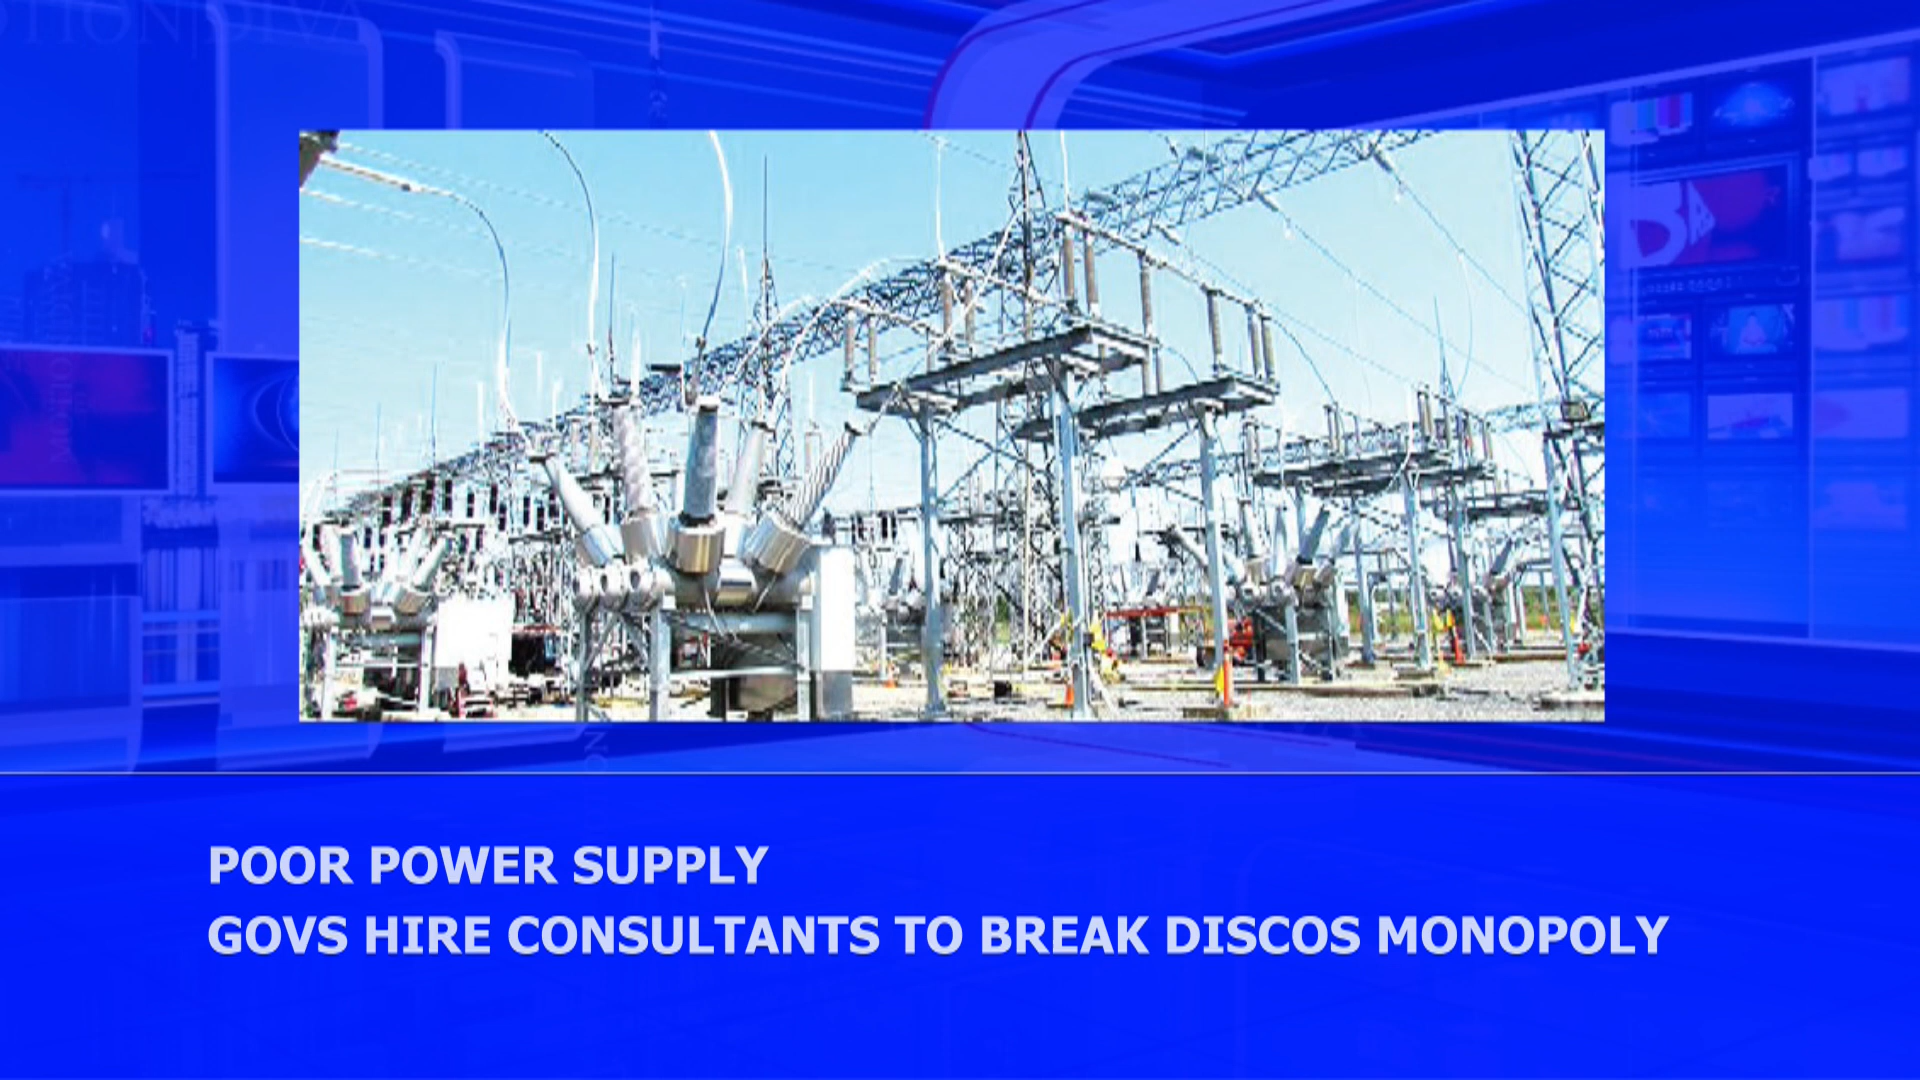 POOR POWER SUPPLY
GOVS HIRE CONSULTANTS TO BREAK DISCOS MONOPOLY